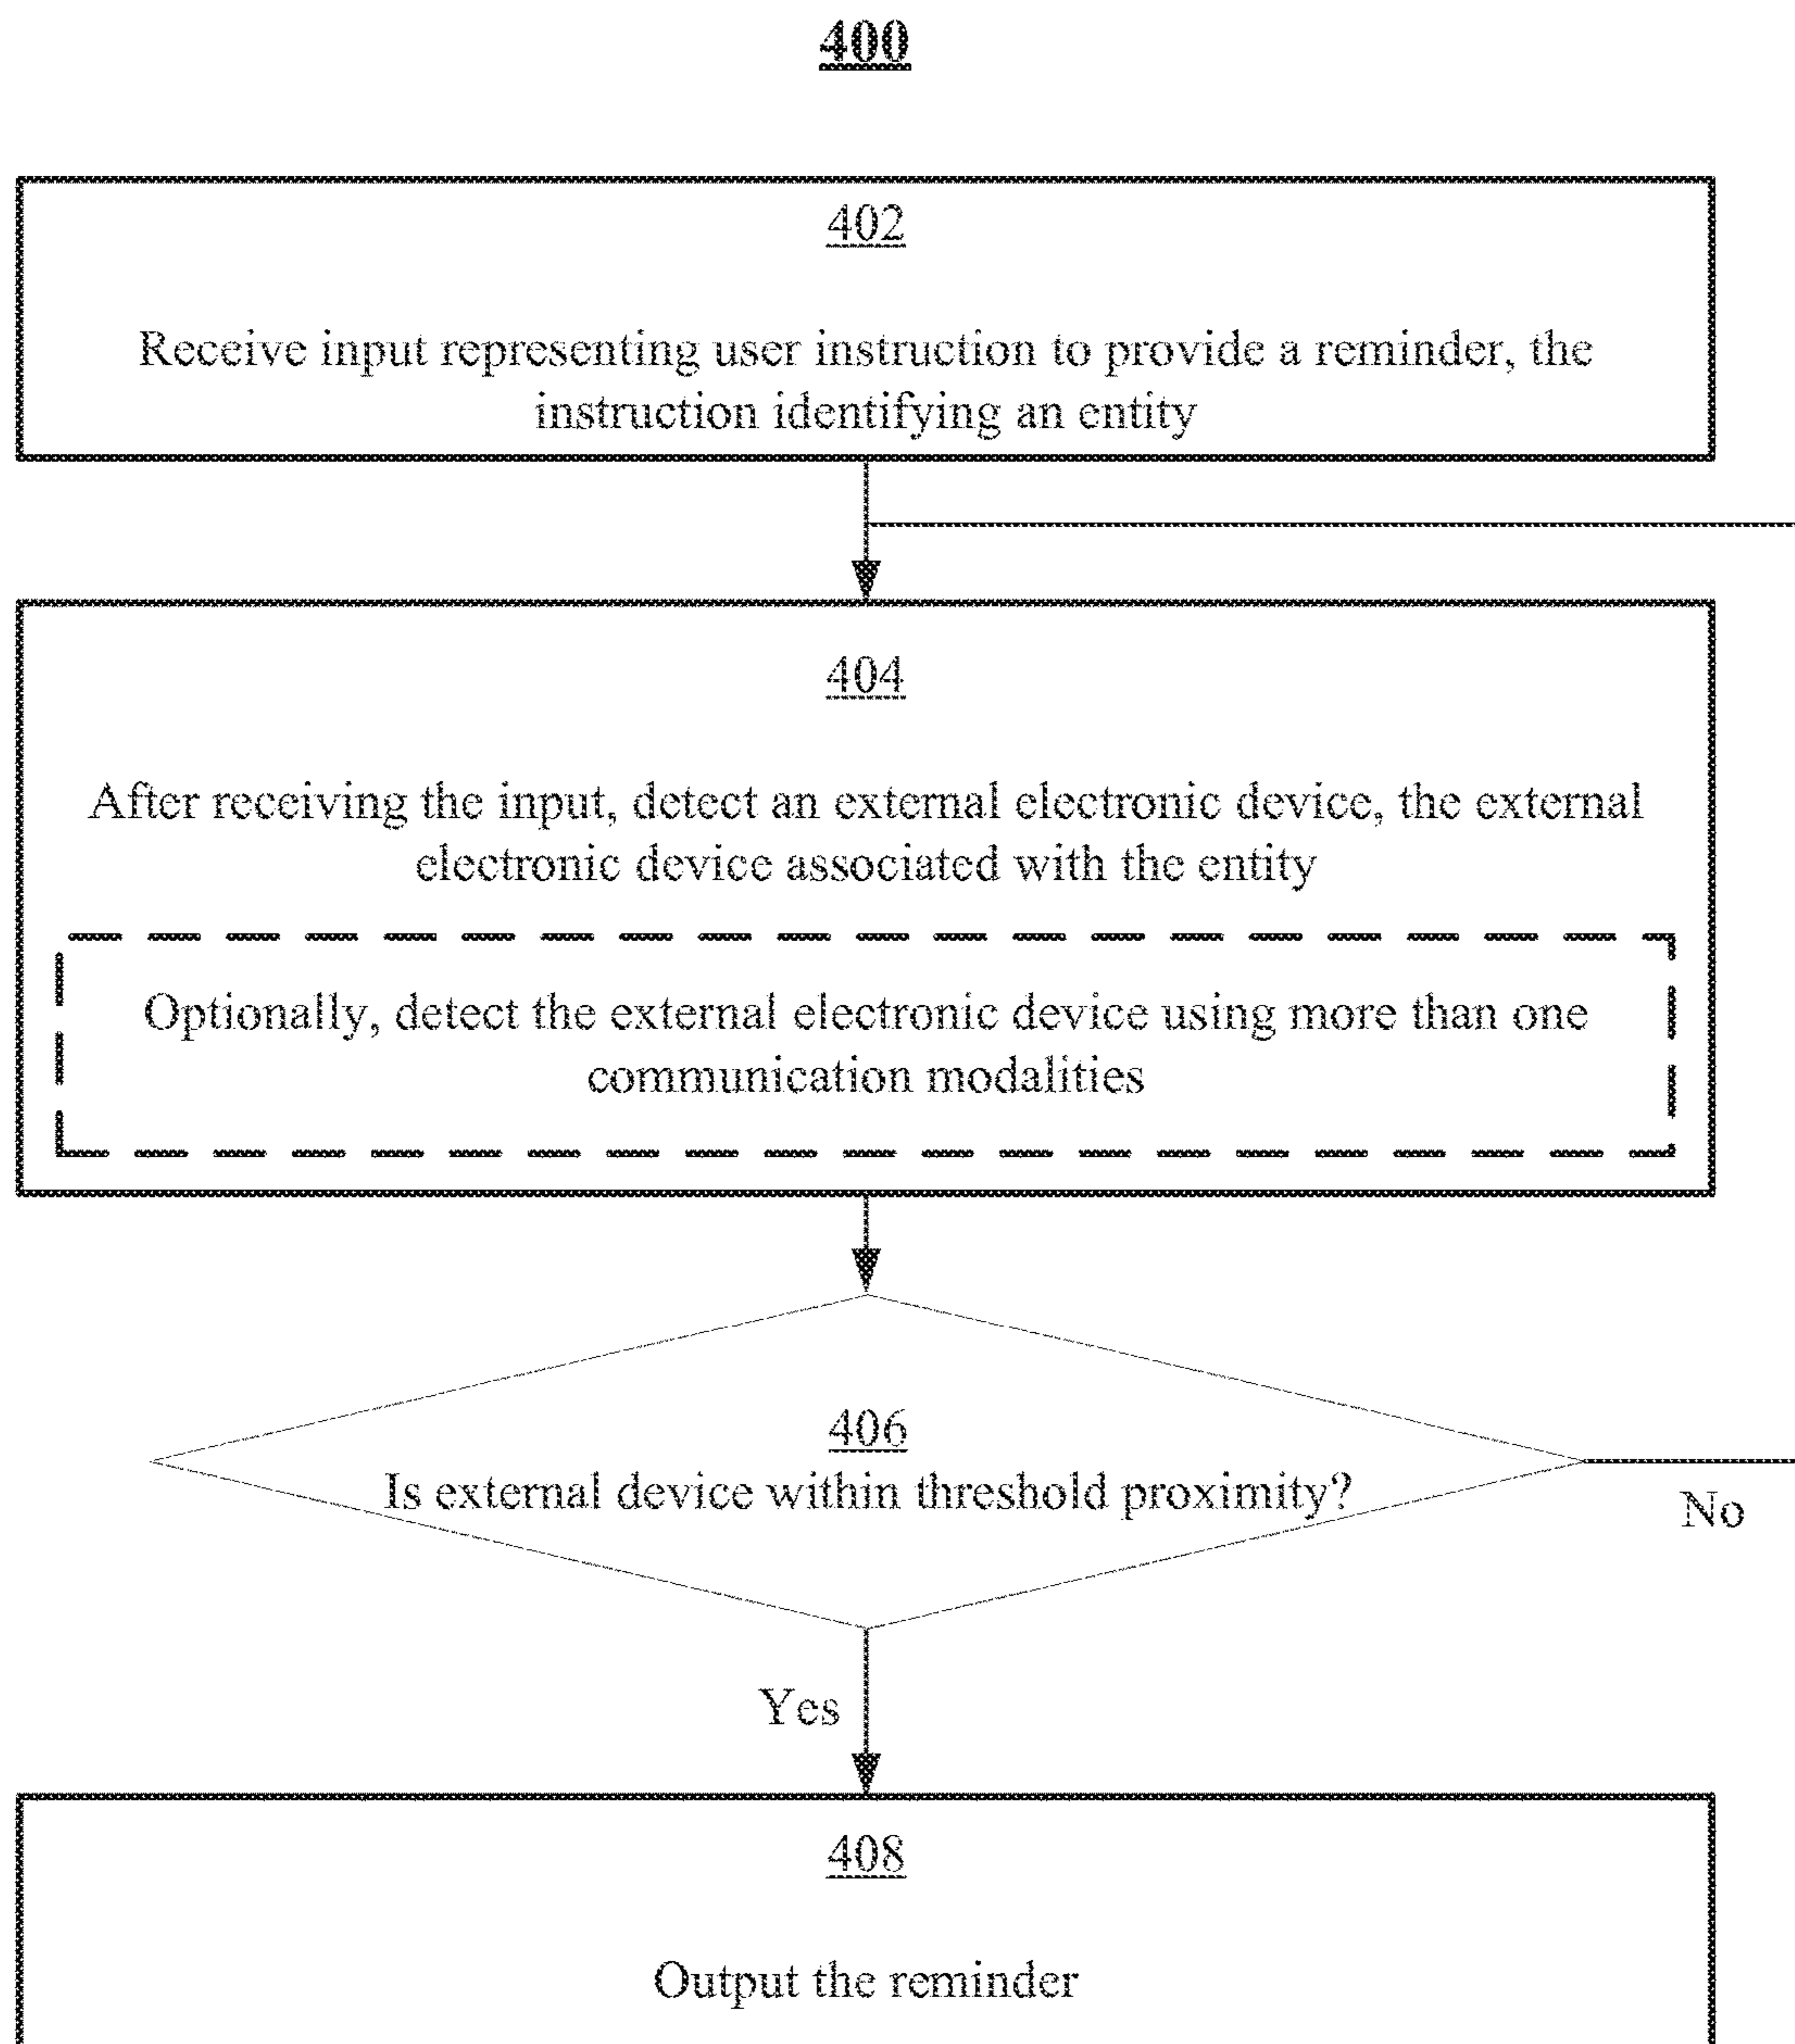 400
402
Receive input representing user instruction to provide a reminder, the
instruction identifying an entity
404
After receiving the input, detect an external electronic device, the external
electronic device associated with the entity
Optionally, detect the external electronic device using more than one
communication modalities
406
Is external device within threshold proximity?
No
Yes
408
Output the reminder